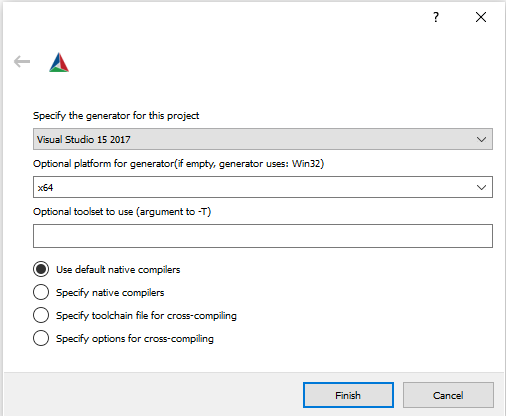 ?
Specify the generator for this project
Visual Studio 15 2017
Optional platform for generator(if empty, generator uses: Win32)
x64
Optional toolset to use (argument to -T)
Use default native compilers
Specify native compilers
Specify toolchain file for cross-compiling
Specify options for cross-compiling
Finish Cancel